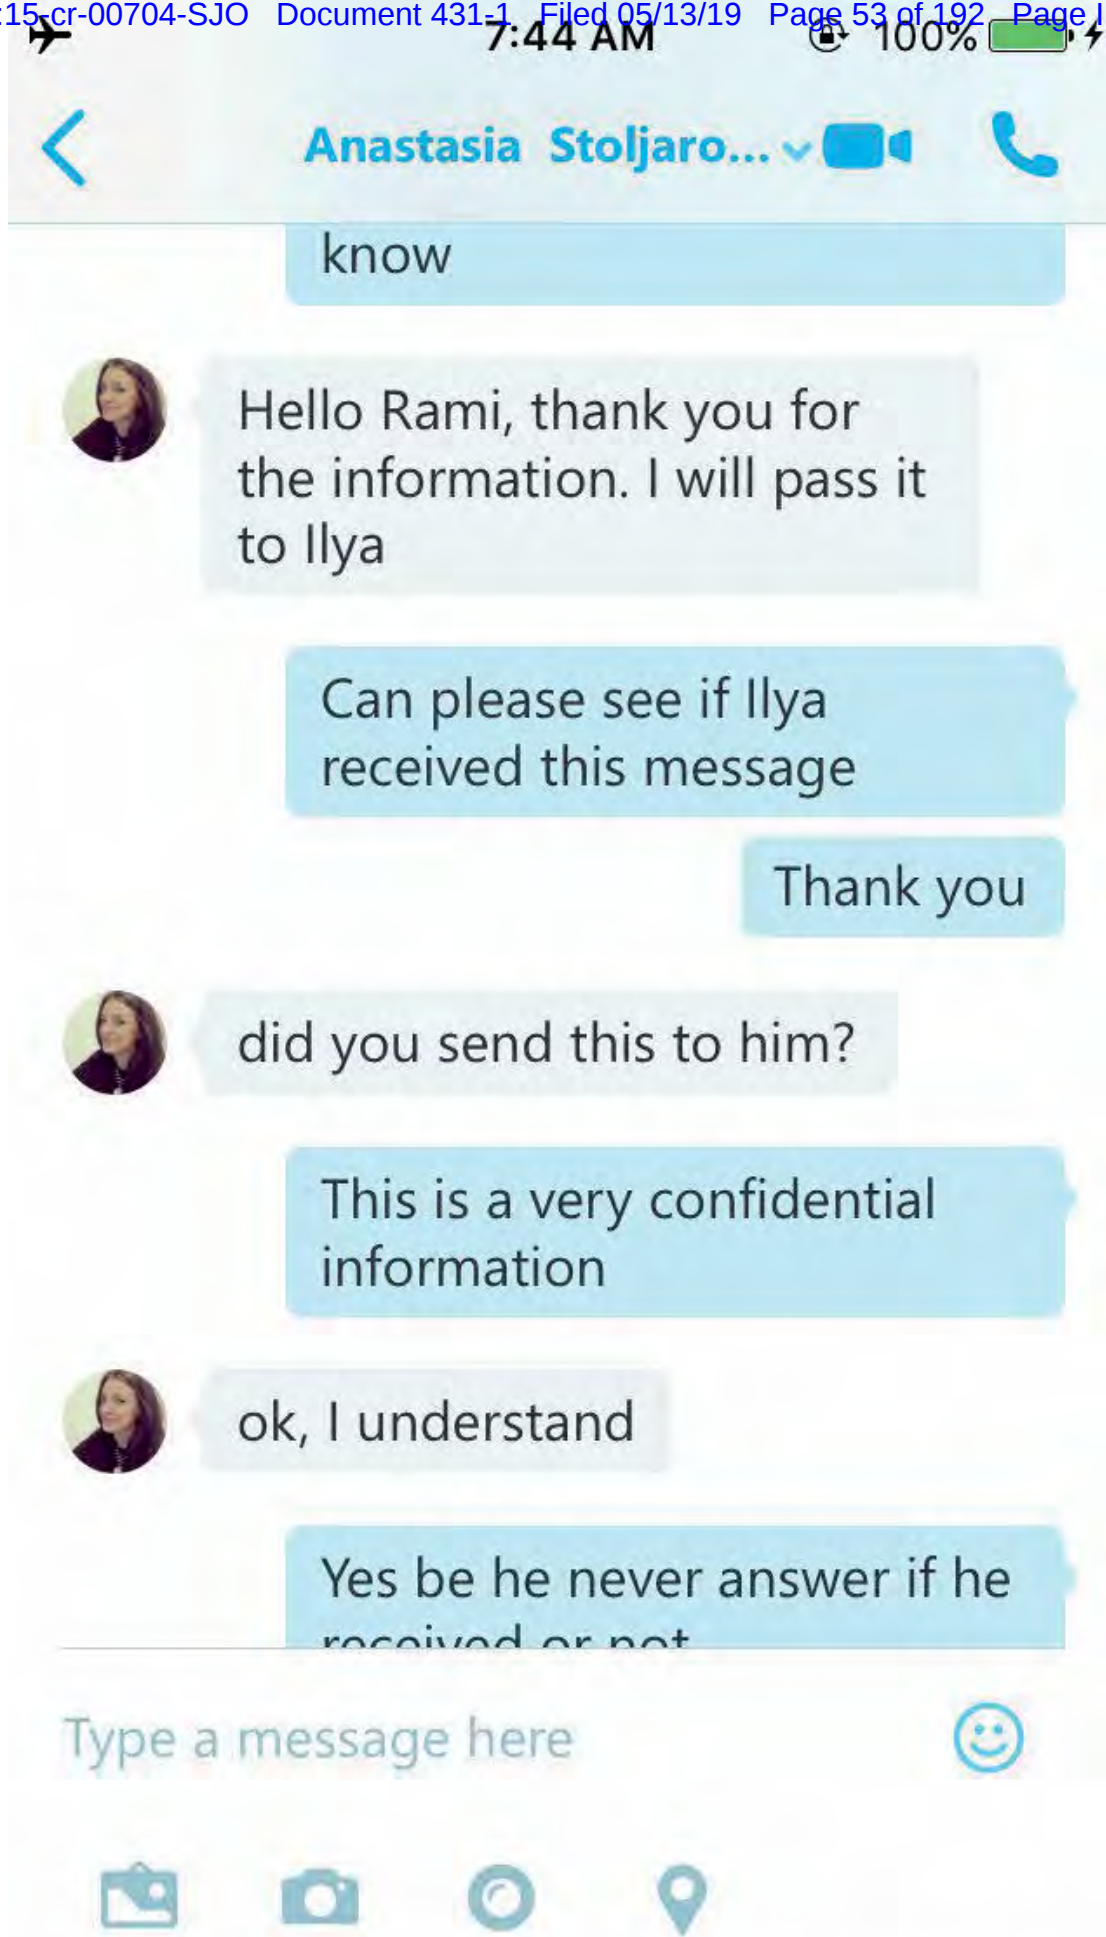 :15-cr-00704-SJO Document 431-1 Filed 05/13/19 Page 53 of 192 Page I
7:44 AM 100%
Anastasia Stoljaro...
know
Hello Rami, thank you for
the information. I will pass it
to Ilya
Can please see if Ilya
received this message
Thank you
did you send this to him?
This is a very confidential
information
ok, I understand
Yes be he never answer if he
received or not
Type a message here